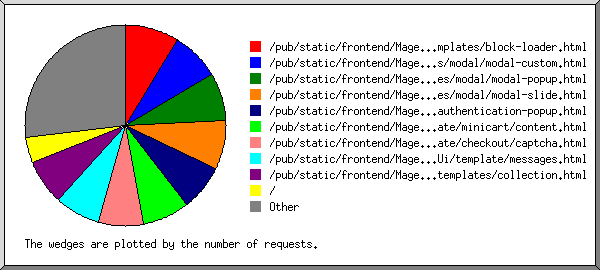 /pub/static/frontend/Mage...mplates/block-loader.html
/pub/static/frontend/Mage...s/modal/modal-custom.html
/pub/static/frontend/Mage...es/modal/modal-popup.html
/pub/static/frontend/Mage...es/modal/modal-slide.html
/pub/static/frontend/Mage...authentication-popup.html
/pub/static/frontend/Mage...ate/minicart/content.html
/pub/static/frontend/Mage...ate/checkout/captcha.html
/pub/static/frontend/Mage...Ui/template/messages.html
/pub/static/frontend/Mage...templates/collection.html
/
Other
The wedges are plotted by the number of requests.